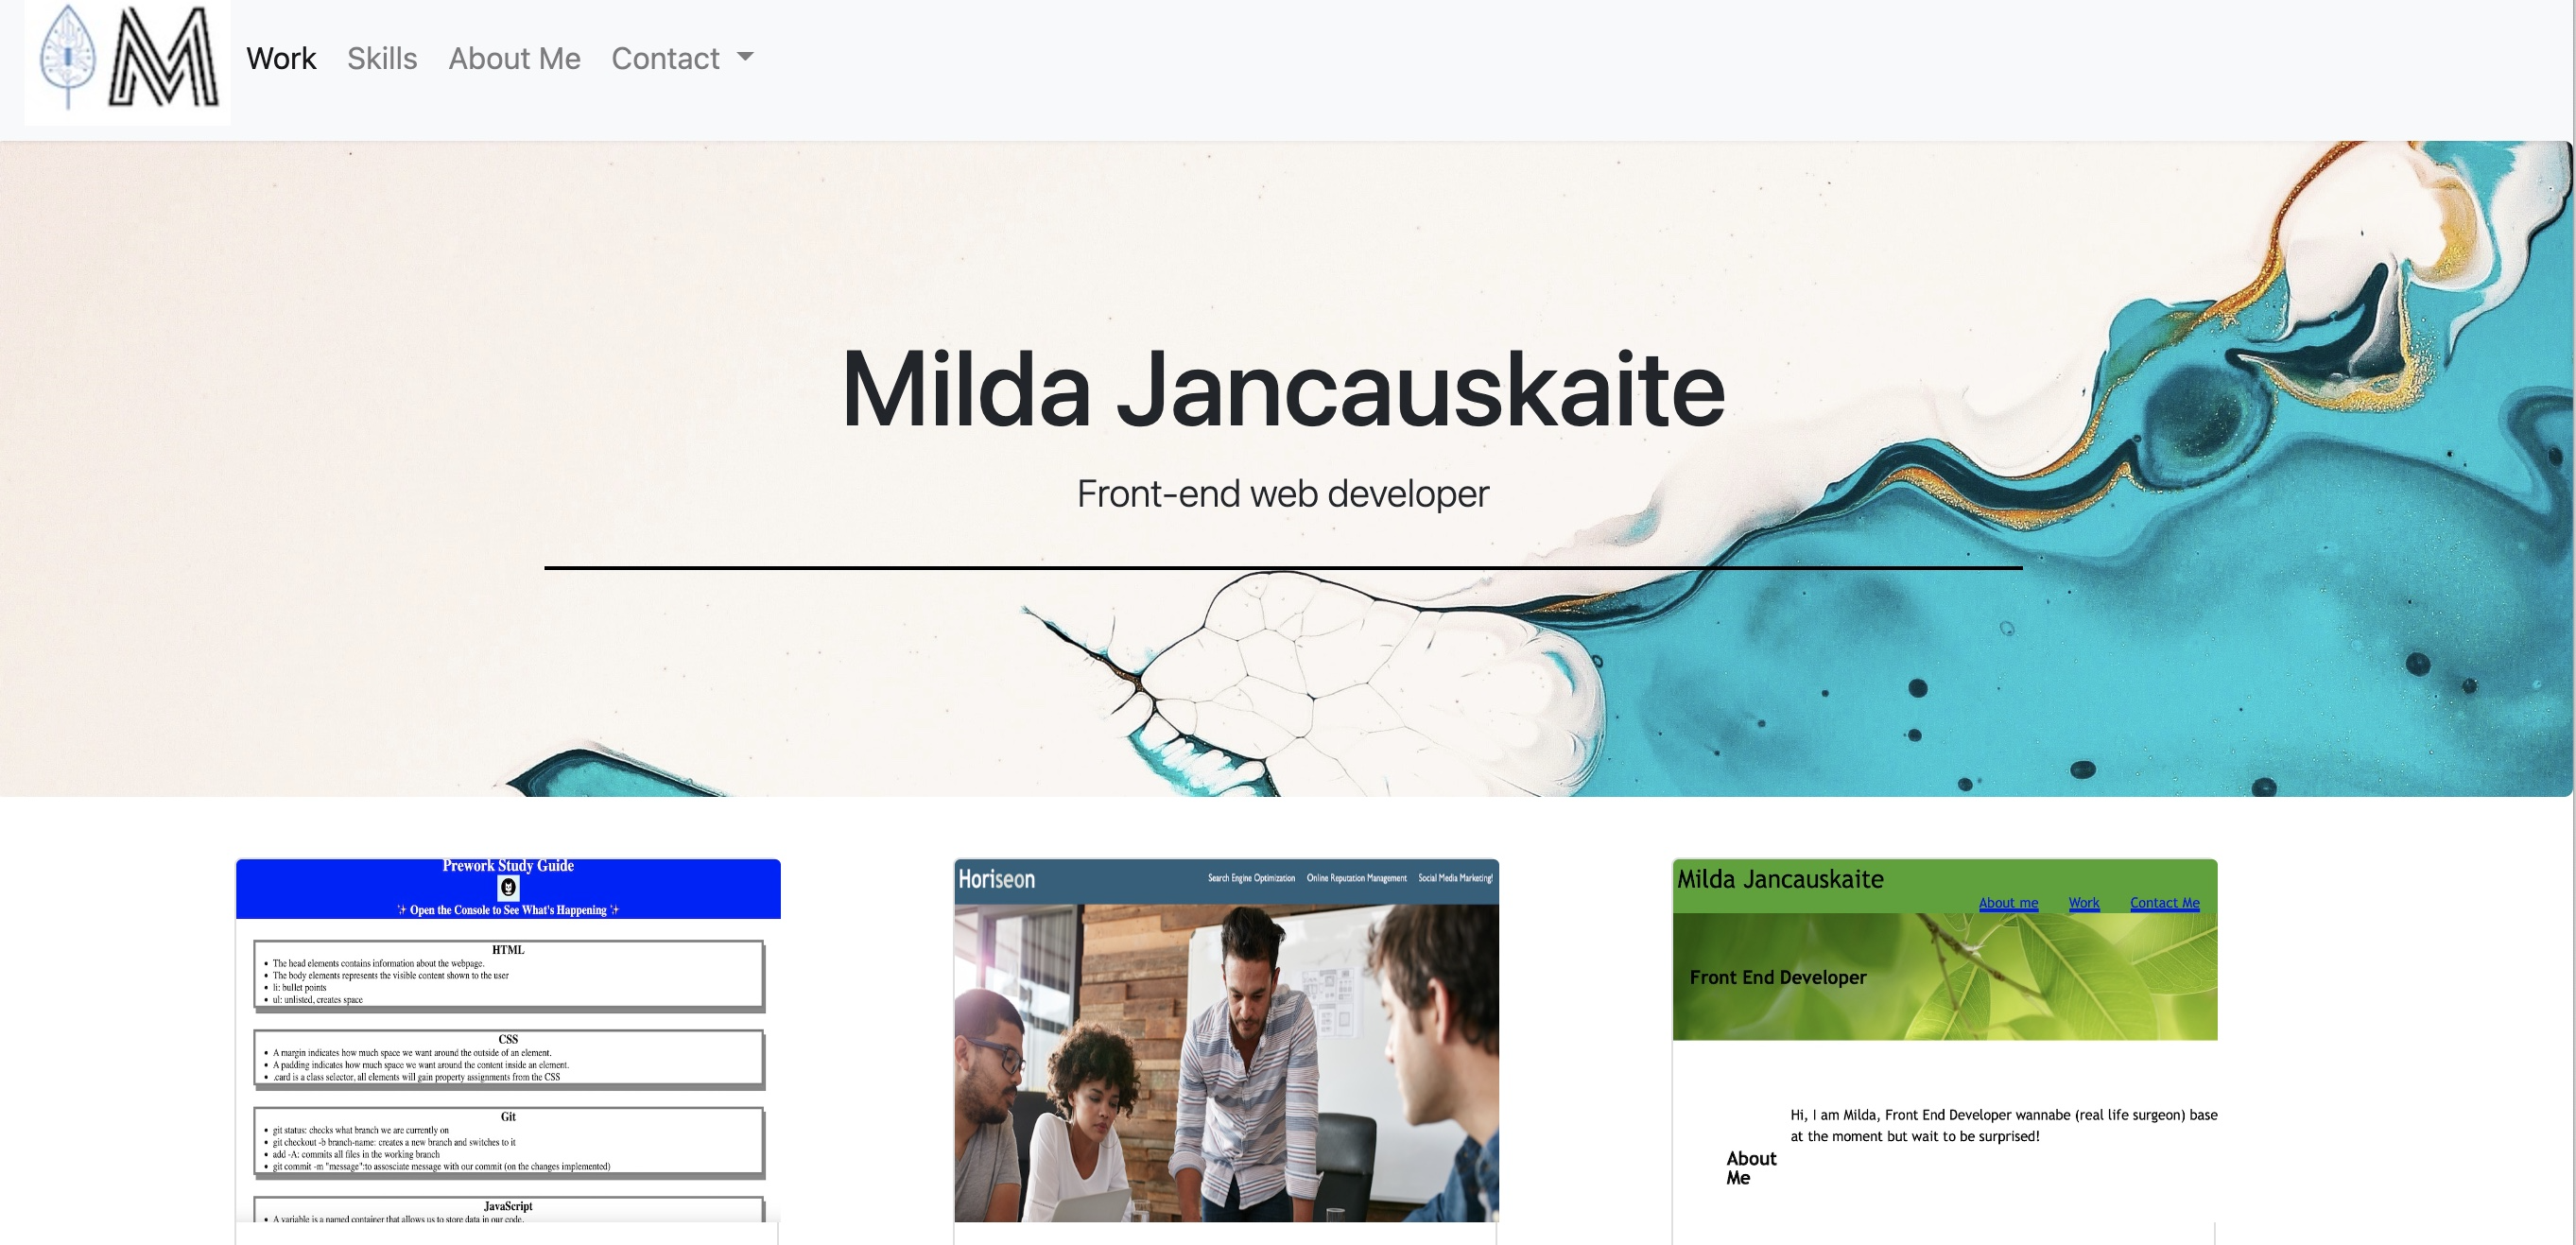 M
Work Skills About Me Contact
Milda Jancauskaite
Front-end web developer
Prework Study Guide
✨ Open the Console to See What's Happening ✨
HTML
• The head elements contains information about the webpage.
• The body elements represents the visible content shown to the user
• li: bullet points
• ul: unlisted, creates space
CSS
• A margin indicates how much space we want around the outside of an element.
• A padding indicates how much space we want around the content inside an element.
• .card is a class selector, all elements will gain property assignments from the CSS
Git
• git status: checks what branch we are currently on
• git checkout -b branch-name: creates a new branch and switches to it
• add -A: commits all files in the working branch
• git commit -m "message":to assosciate message with our commit (on the changes implemented)
JavaScript
• A variable is a named container that allows us to store data in our code.
Horiseon
Search Engine Optimization Online Reputation Management Social Media Marketing!
Milda Jancauskaite
About me Work Contact Me
Front End Developer
Hi, I am Milda, Front End Developer wannabe (real life surgeon) base
at the moment but wait to be surprised!
About
Me